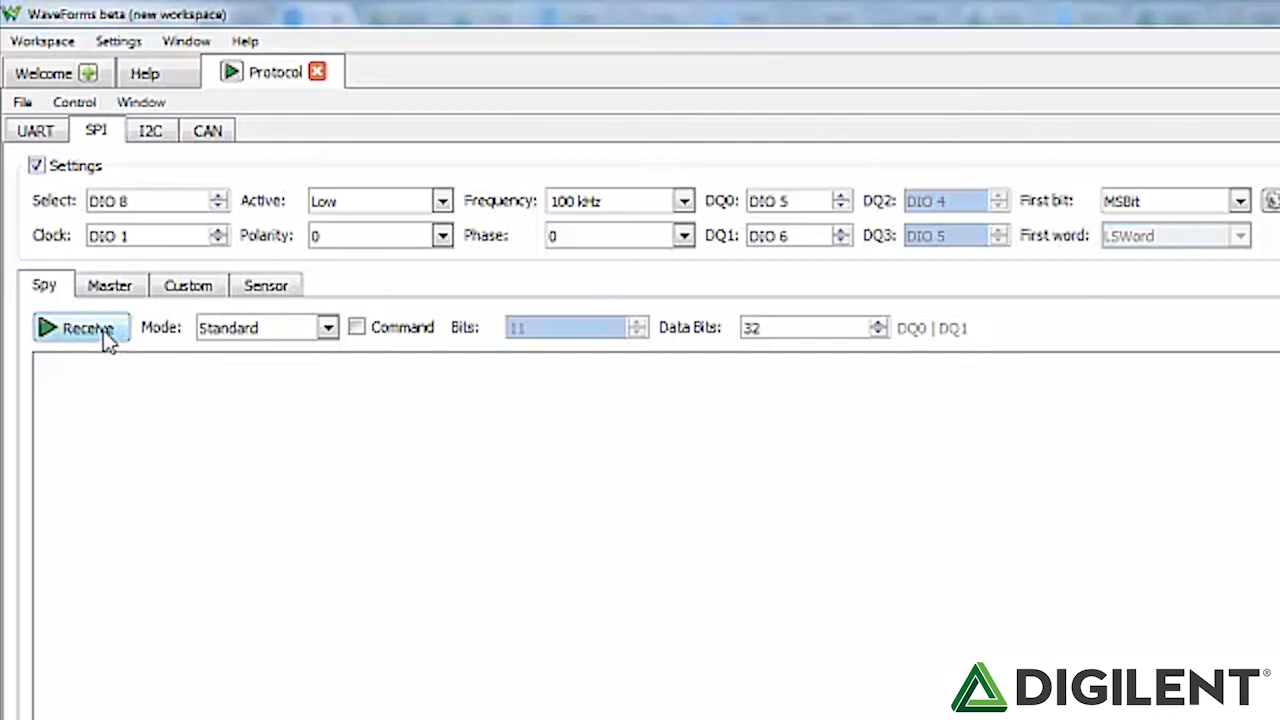 WaveForms beta (new workspace)
Workspace Settings Window Help
Welcome Help Protocol
File Control Window
UART SPI I2C CAN
Settings
Select: DIO 8 Active: Low Frequency: 100 kHz DQ0: DIO 5 DQ2: DIO 4 First bit: MSBit
Clock: DIO 1 Polarity: 0 Phase: 0 DQ1: DIO 6 DQ3: DIO 5 First word: LSWord
Spy Master Custom Sensor
Receive Mode: Standard Command Bits: 11 Data Bits: 32 DQ0 | DQ1
DIGILENT®